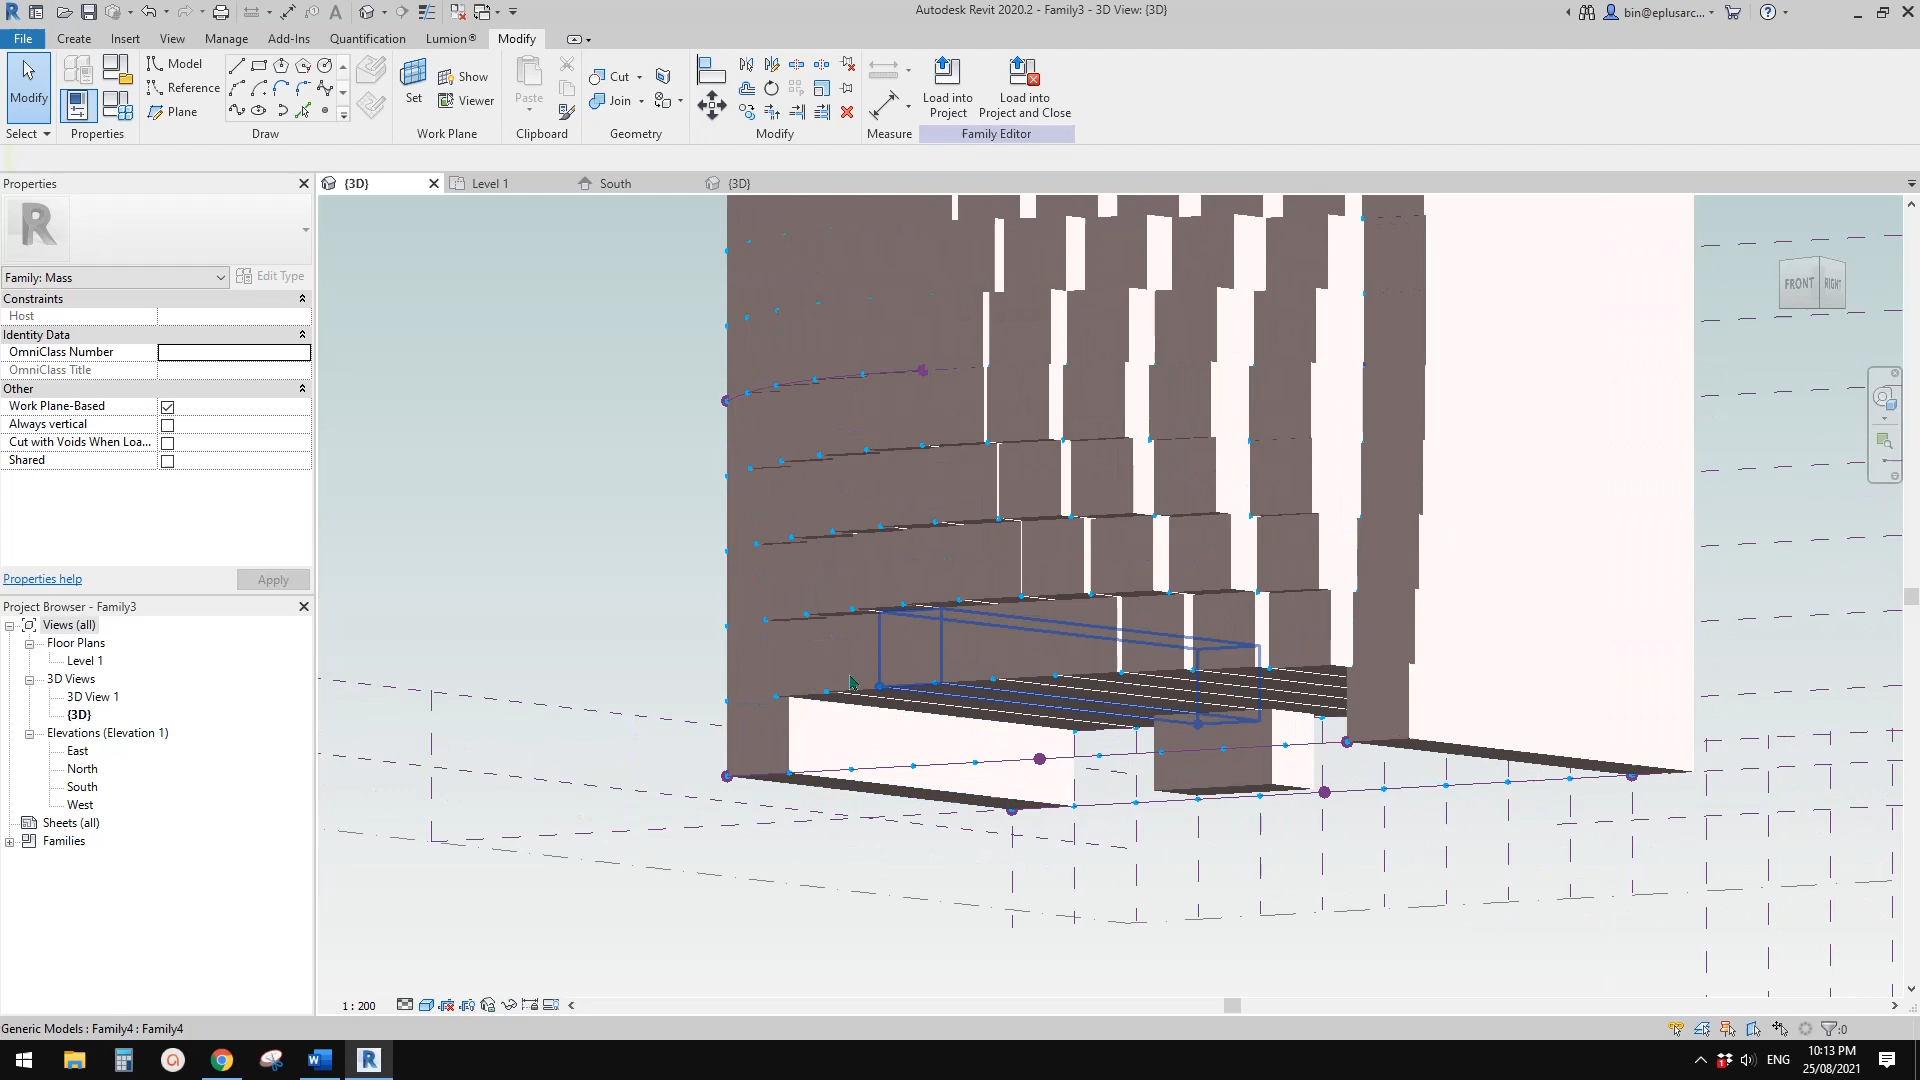 Autodesk Revit 2020.2 - Family3 - 3D View: {3D}
bin@eplusarc...
File Create Insert View Manage Add-Ins Quantification Lumion® Modify
Modify
Model
Reference
Plane
Set
Show
Viewer
Paste
Cut
Join
Load into
Project
Load into
Project and Close
Select Properties Draw Work Plane Clipboard Geometry Modify Measure Family Editor
Properties
{3D} Level 1 South {3D}
R
Family: Mass Edit Type
Constraints
Host
Identity Data
OmniClass Number
OmniClass Title
Other
Work Plane-Based
Always vertical
Cut with Voids When Loa...
Shared
Properties help Apply
Project Browser - Family3
Views (all)
Floor Plans
Level 1
3D Views
3D View 1
{3D}
Elevations (Elevation 1)
East
North
South
West
Sheets (all)
Families
FRONT RIGHT
1 : 200
Generic Models : Family4 : Family4
:0
ENG
10:13 PM
25/08/2021